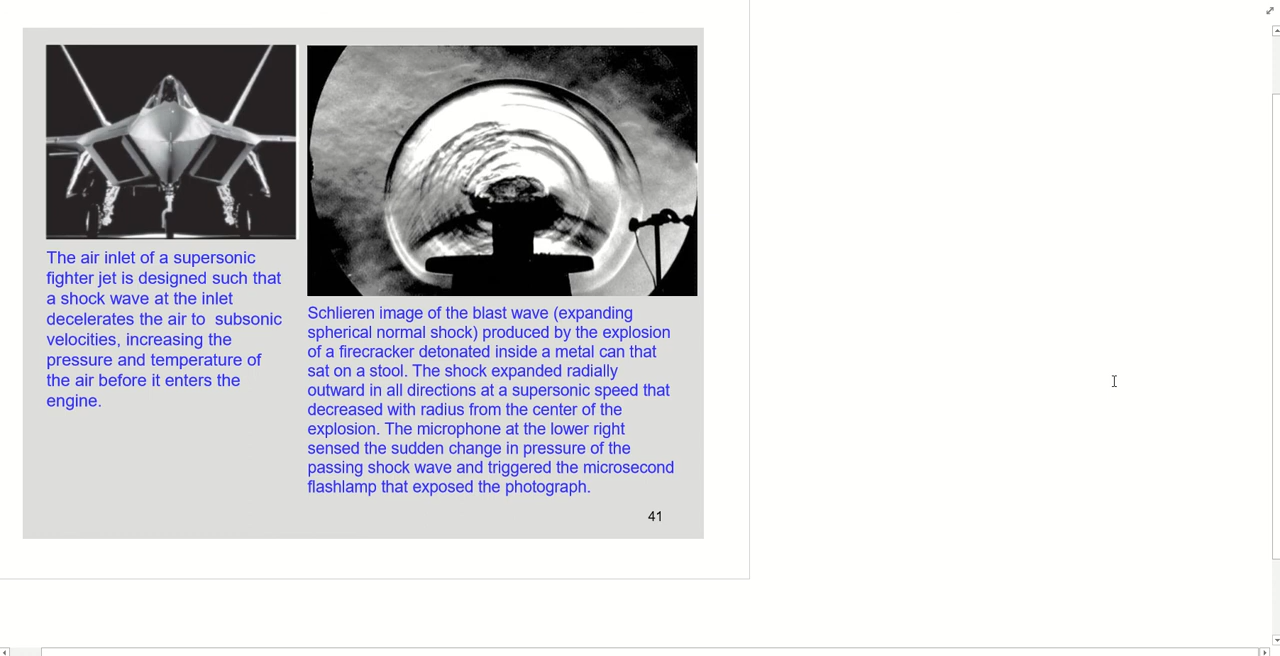 The air inlet of a supersonic
fighter jet is designed such that
a shock wave at the inlet
decelerates the air to  subsonic
velocities, increasing the
pressure and temperature of
the air before it enters the
engine.
Schlieren image of the blast wave (expanding
spherical normal shock) produced by the explosion
of a firecracker detonated inside a metal can that
sat on a stool. The shock expanded radially
outward in all directions at a supersonic speed that
decreased with radius from the center of the
explosion. The microphone at the lower right
sensed the sudden change in pressure of the
passing shock wave and triggered the microsecond
flashlamp that exposed the photograph.
41